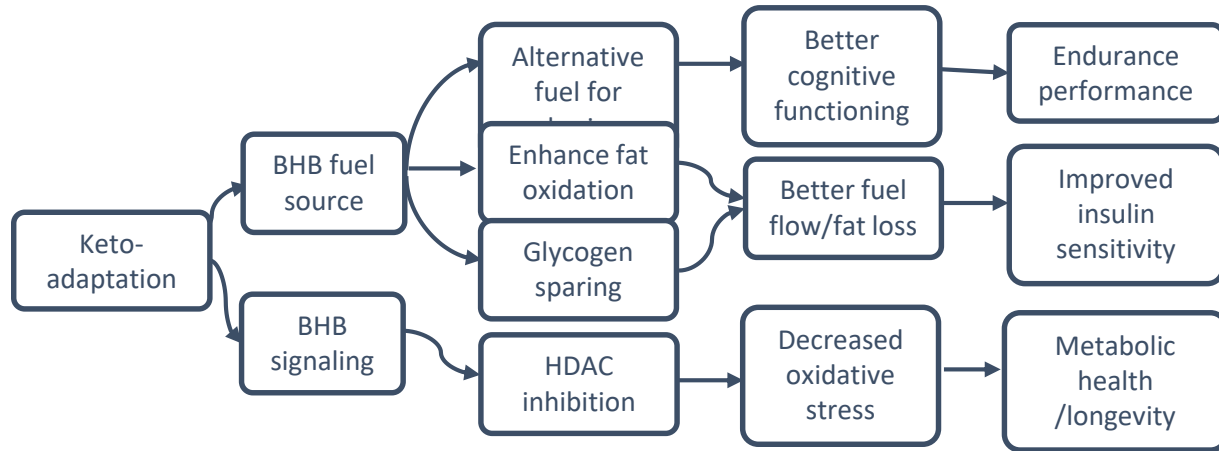 Keto-
adaptation
BHB fuel
source
BHB
signaling
Alternative
fuel for
Enhance fat
oxidation
Glycogen
sparing
HDAC
inhibition
Better
cognitive
functioning
Better fuel
flow/fat loss
Decreased
oxidative
stress
Endurance
performance
Improved
insulin
sensitivity
Metabolic
health
/longevity